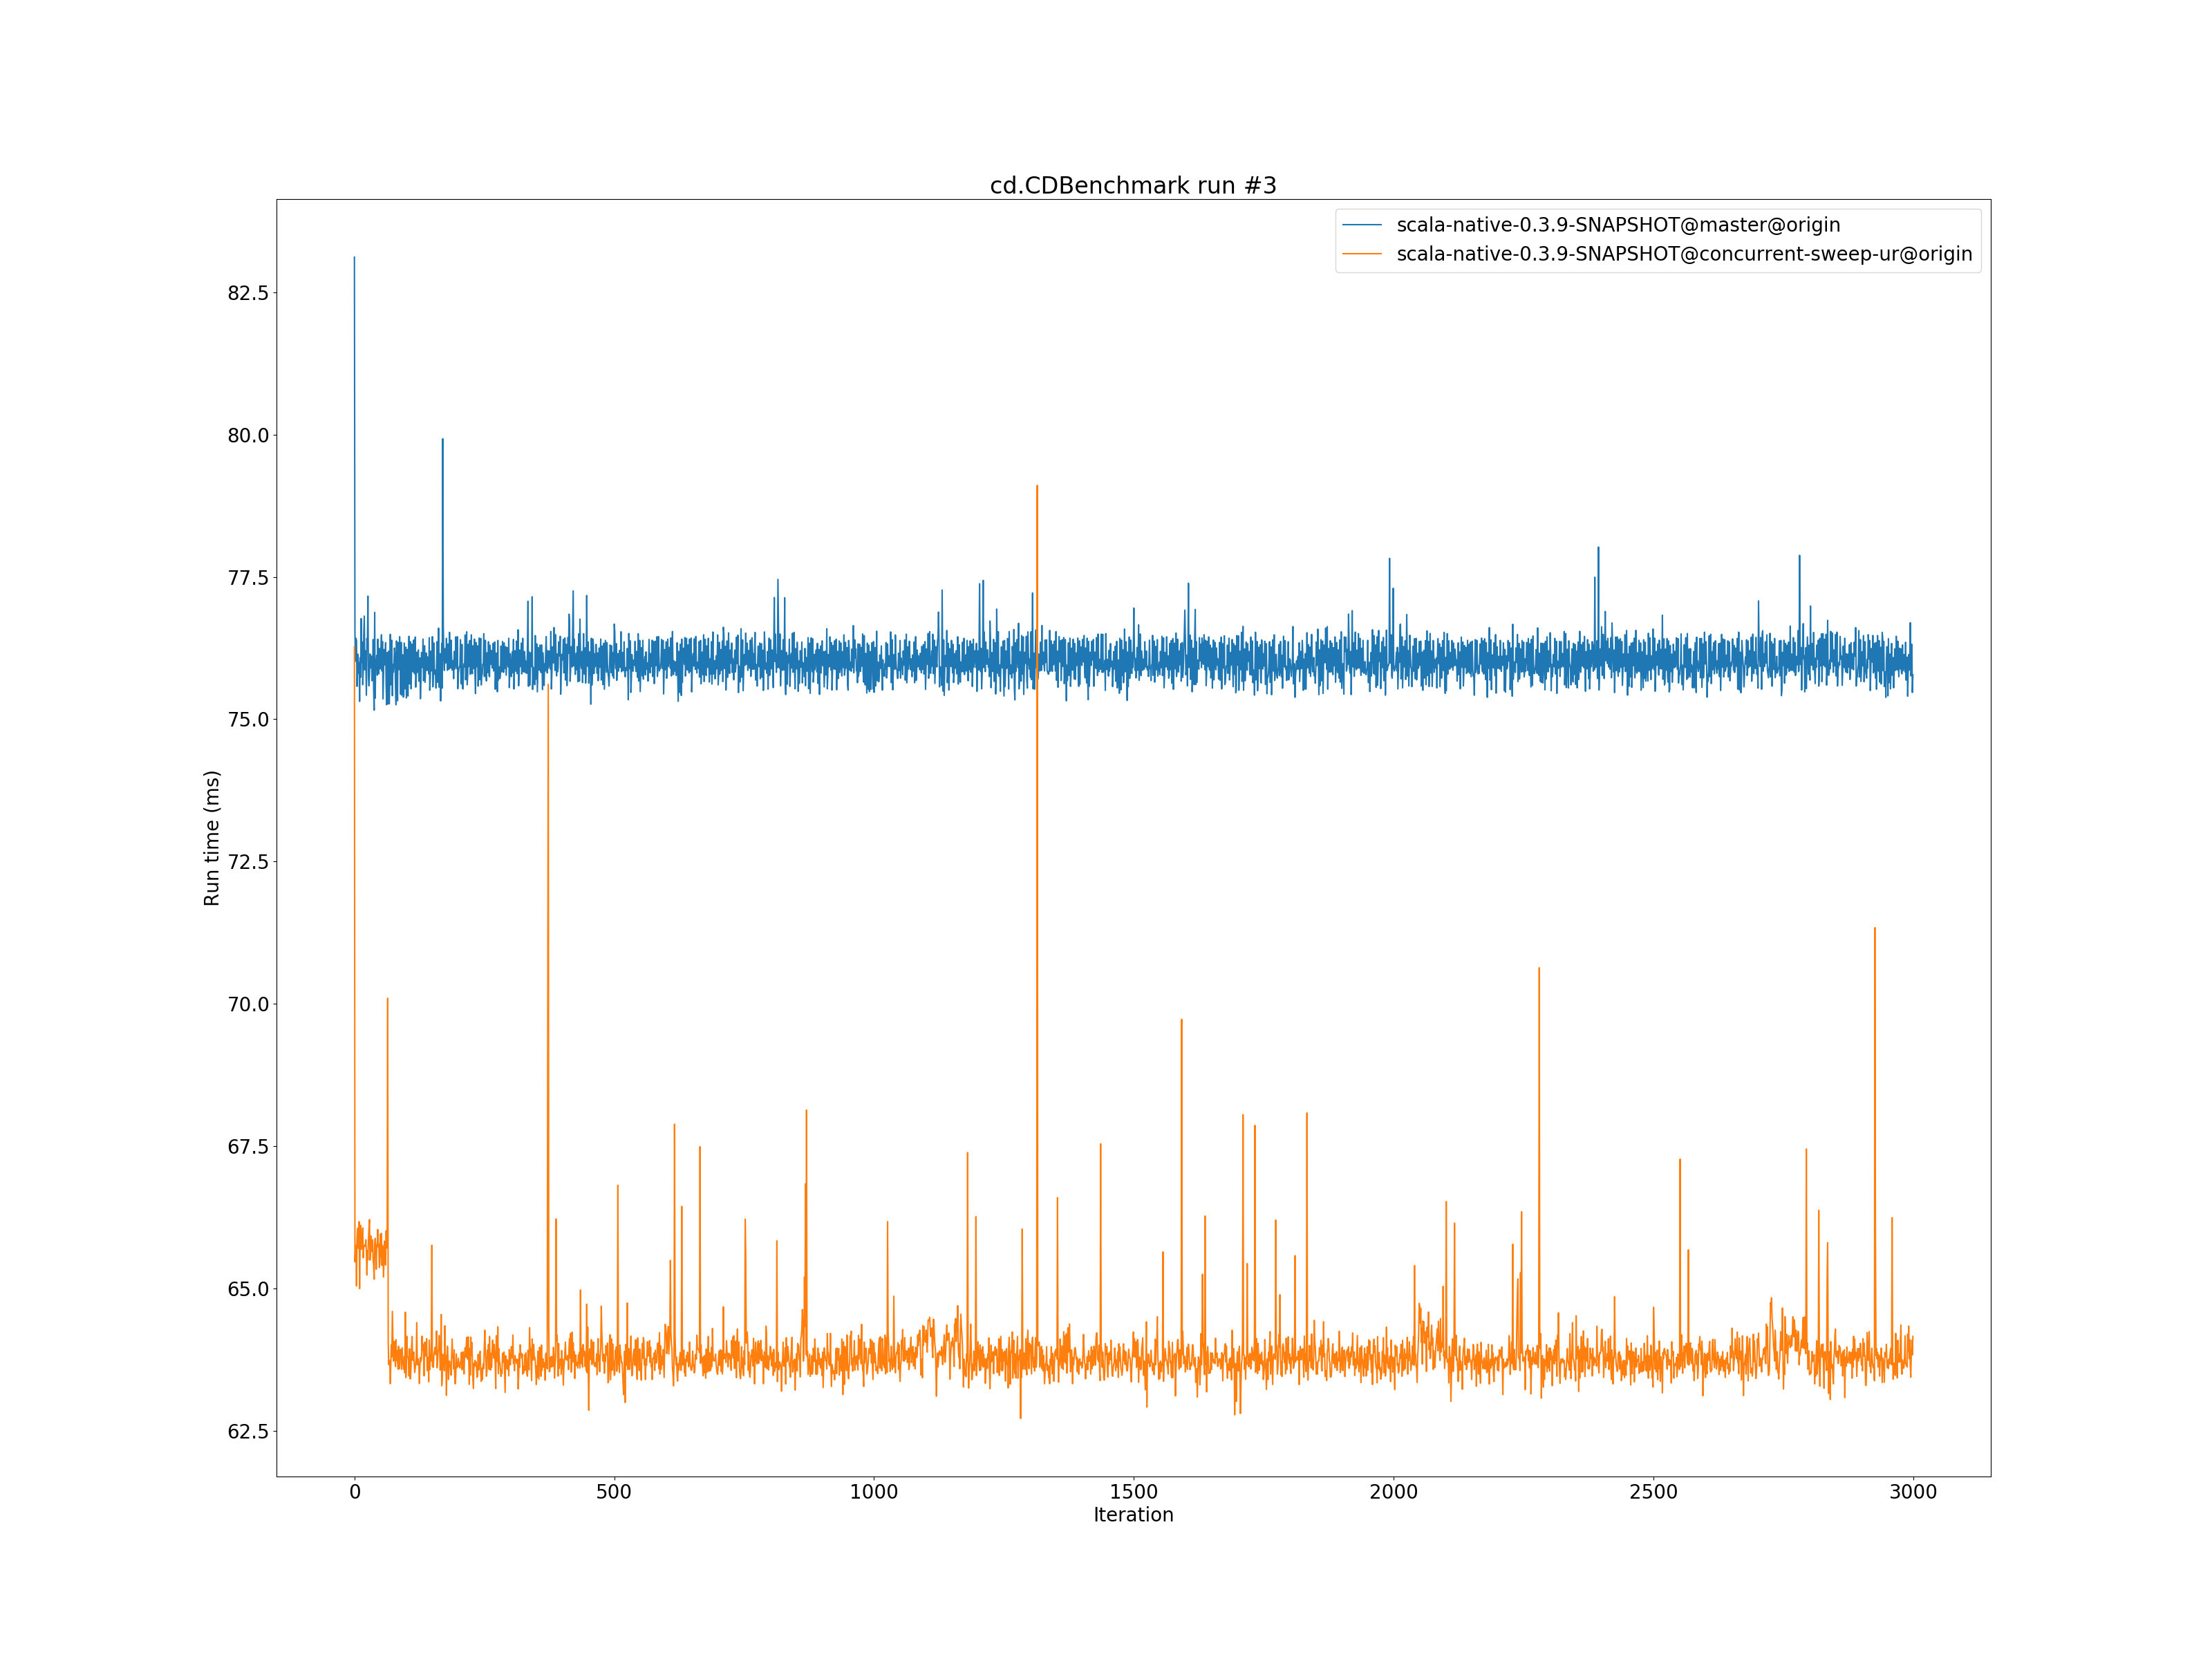 cd.CDBenchmark run #3
scala-native-0.3.9-SNAPSHOT@master@origin
scala-native-0.3.9-SNAPSHOT@concurrent-sweep-ur@origin
82.5
80.0
77.5
75.0
72.5
70.0
67.5
65.0
62.5
Run time (ms)
0 500 1000 1500 2000 2500 3000
Iteration